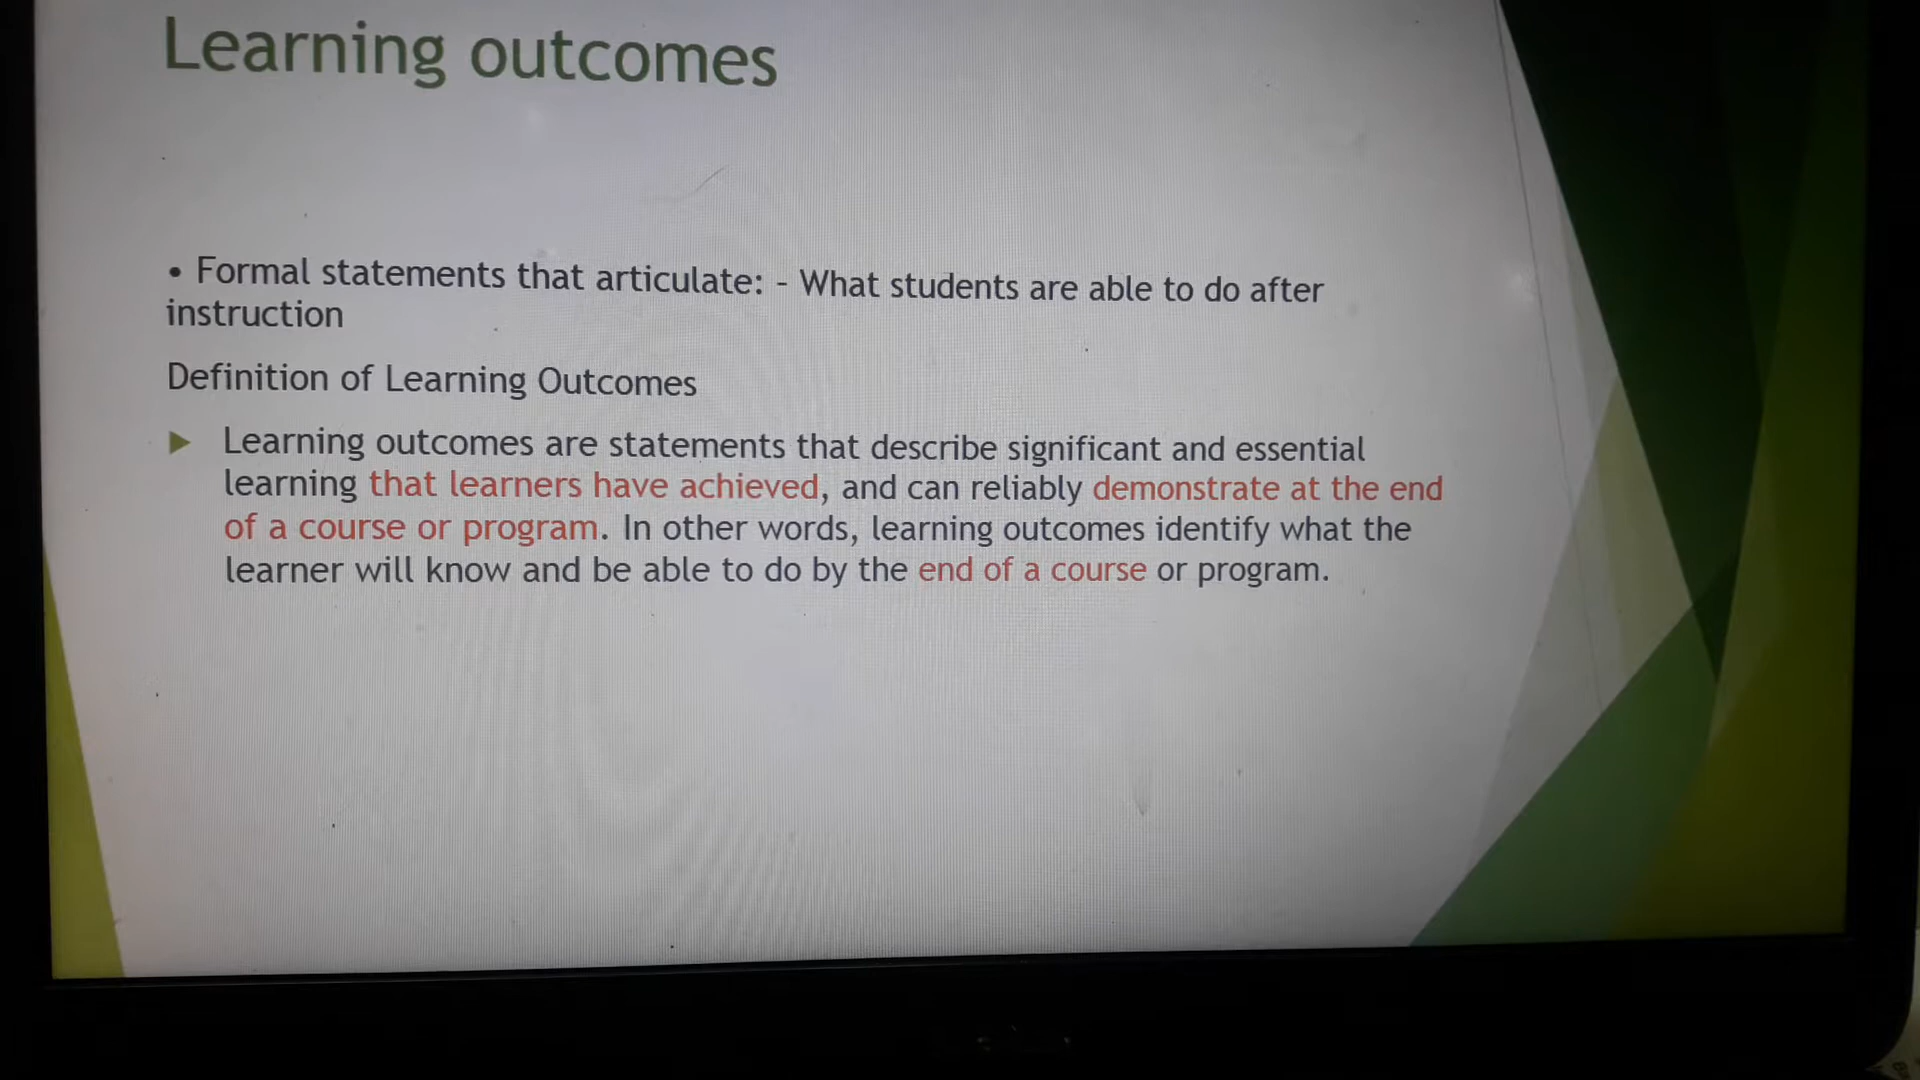 Learning outcomes
• Formal statements that articulate: - What students are able to do after
instruction
Definition of Learning Outcomes
Learning outcomes are statements that describe significant and essential
learning that learners have achieved, and can reliably demonstrate at the end
of a course or program. In other words, learning outcomes identify what the
learner will know and be able to do by the end of a course or program.